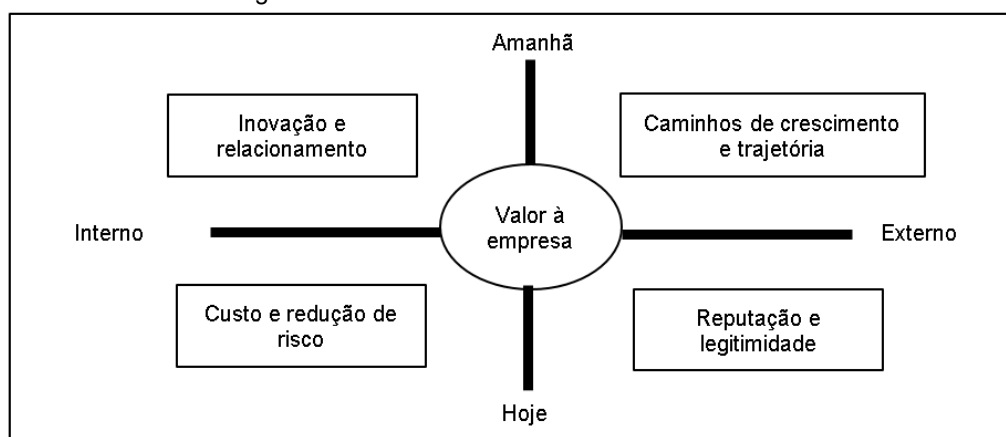 Amanhã
Inovação e
relacionamento
Caminhos de crescimento
e trajetória
Interno
Valor à
empresa
Externo
Custo e redução de
risco
Reputação e
legitimidade
Hoje